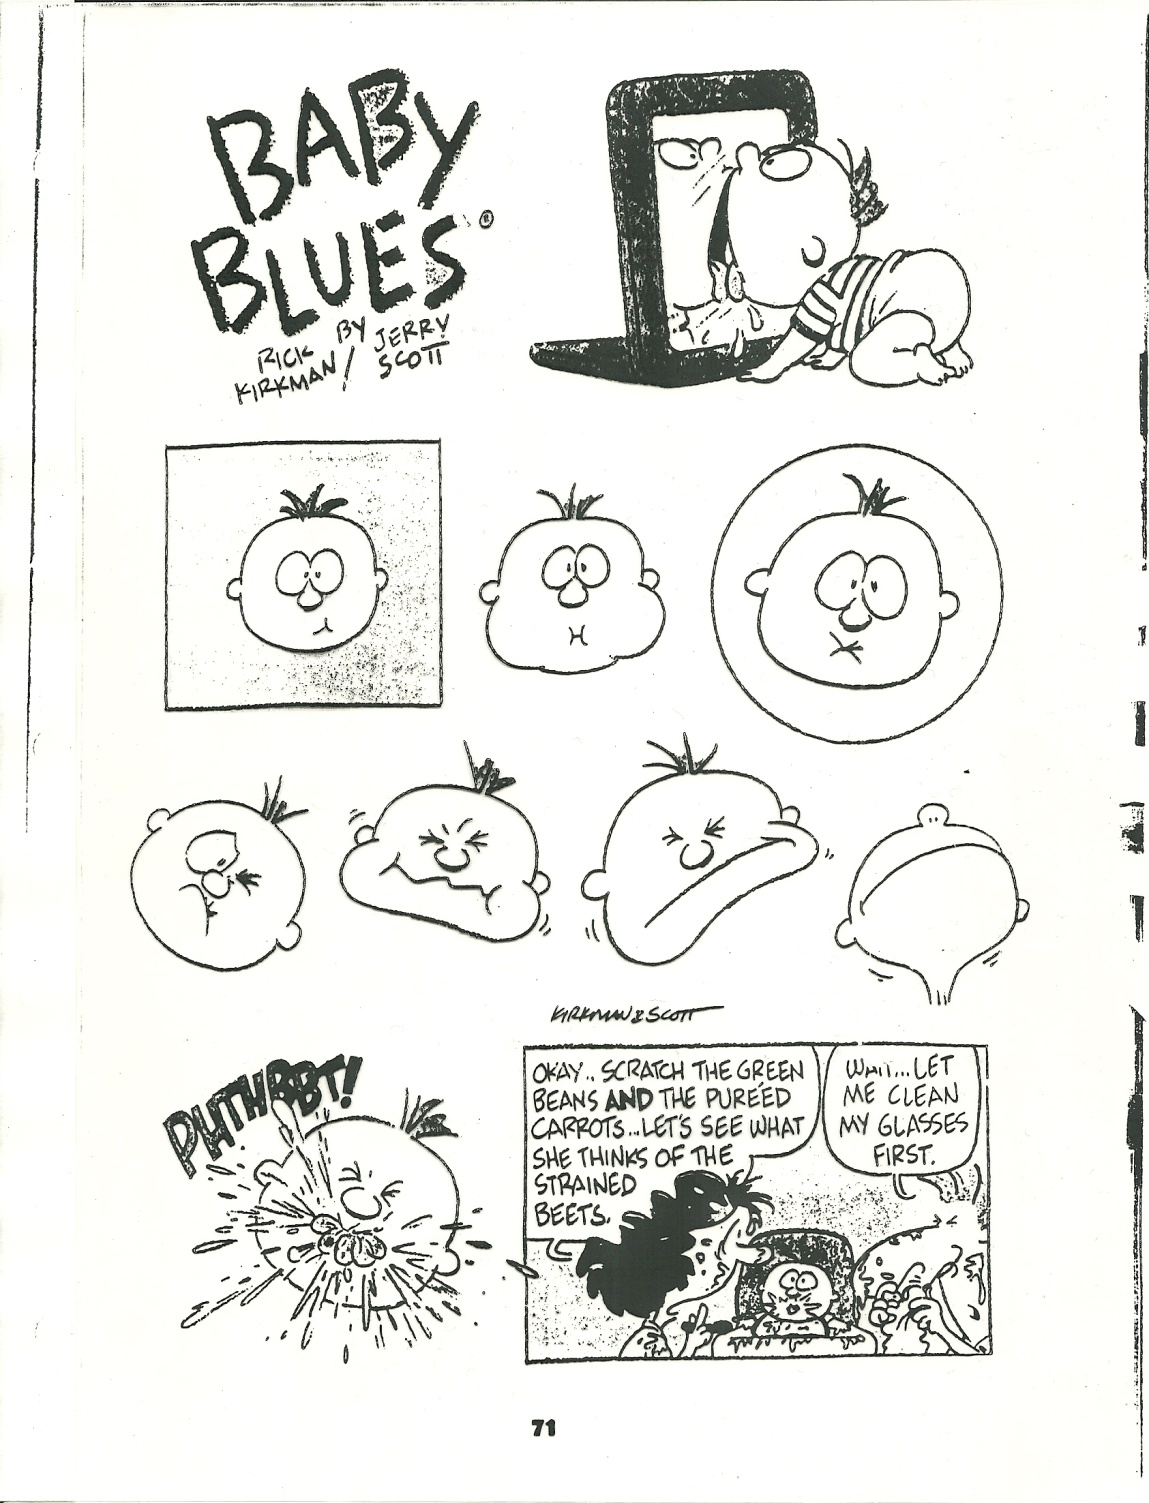 BABY
BLUES®
BY
RICK
KIRKMAN / JERRY
SCOTT
KIRKMAN & SCOTT
PHTHBBT!
OKAY.. SCRATCH THE GREEN
BEANS AND THE PURÉED
CARROTS...LET'S SEE WHAT
SHE THINKS OF THE
STRAINED
BEETS.
WAIT...LET
ME CLEAN
MY GLASSES
FIRST.
71